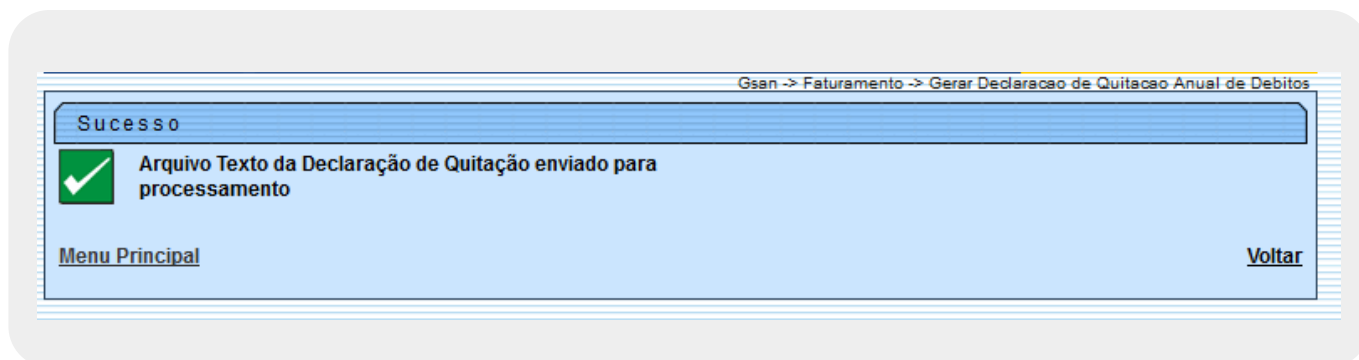 Gsan -> Faturamento -> Gerar Declaracao de Quitacao Anual de Debitos
Sucesso
Arquivo Texto da Declaração de Quitação enviado para
processamento
Menu Principal
Voltar